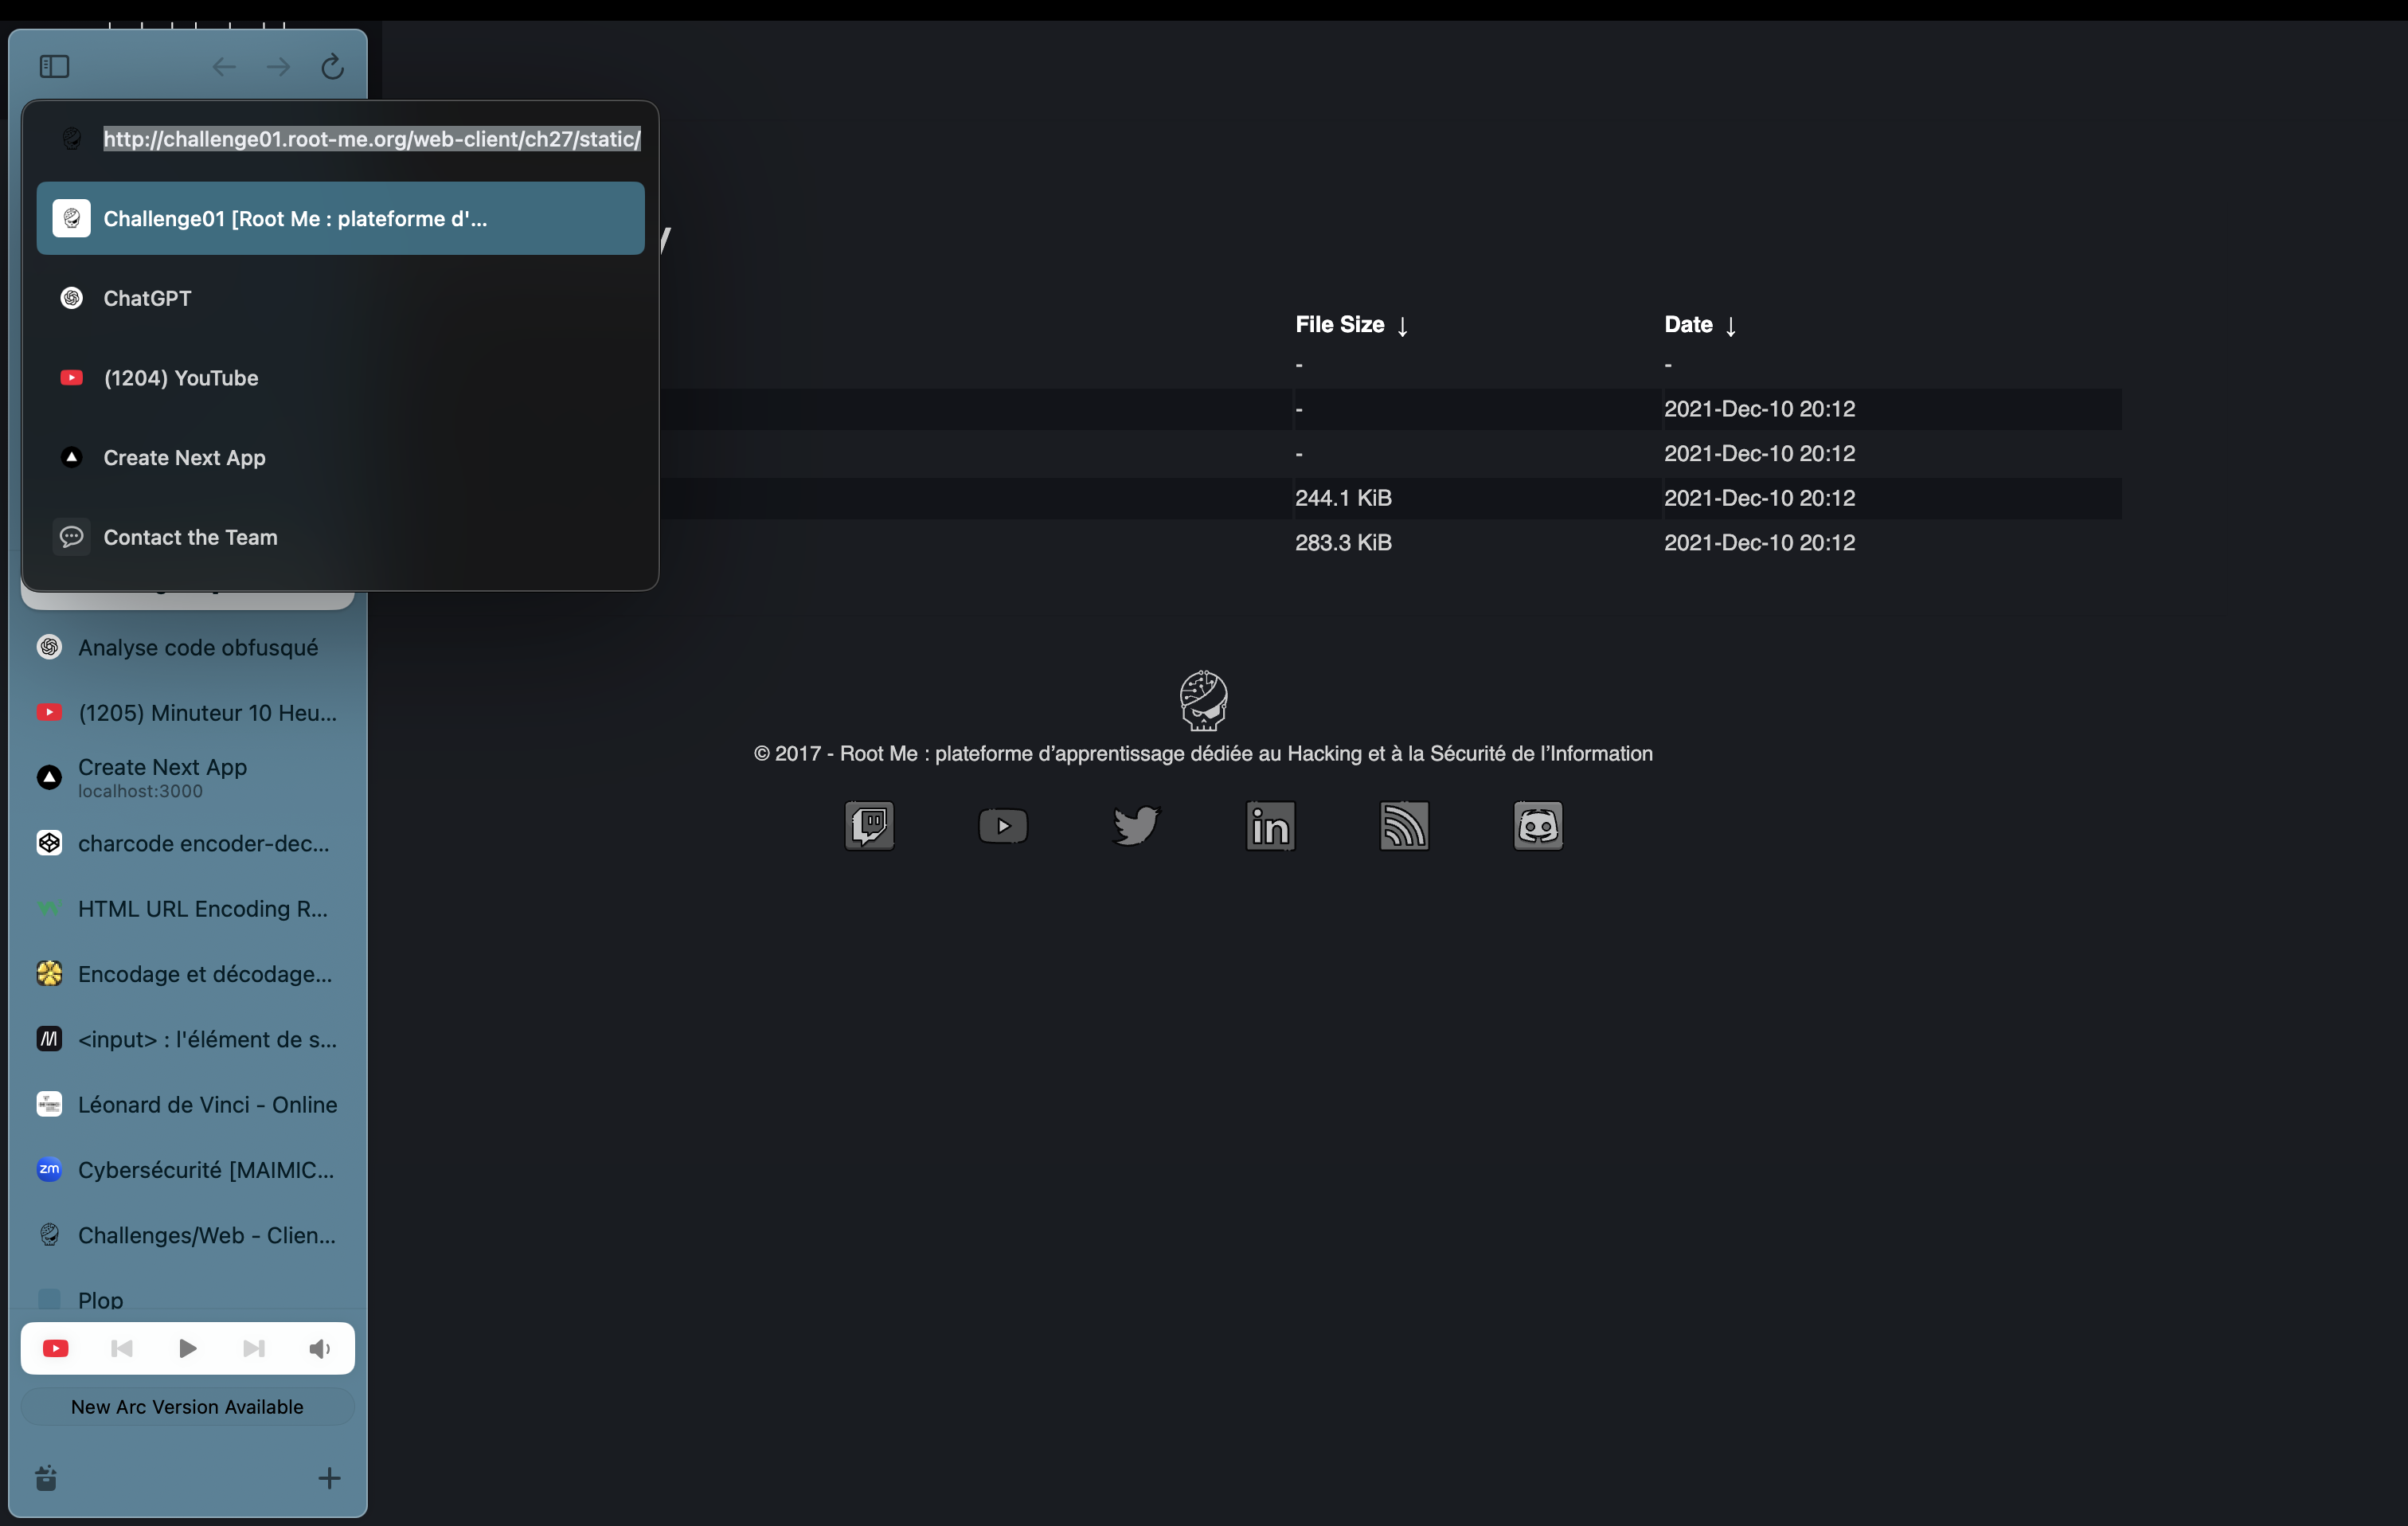 http://challenge01.root-me.org/web-client/ch27/static/
Challenge01 [Root Me : plateforme d'...
ChatGPT
(1204) YouTube
Create Next App
Contact the Team
Analyse code obfusqué
(1205) Minuteur 10 Heu...
Create Next App
localhost:3000
charcode encoder-dec...
HTML URL Encoding R...
Encodage et décodage...
<input> : l'élément de s...
Léonard de Vinci - Online
zm Cybersécurité [MAIMIC...
Challenges/Web - Clien...
Plop
New Arc Version Available
/
File Size ↓ Date ↓
- -
- 2021-Dec-10 20:12
- 2021-Dec-10 20:12
244.1 KiB 2021-Dec-10 20:12
283.3 KiB 2021-Dec-10 20:12
© 2017 - Root Me : plateforme d’apprentissage dédiée au Hacking et à la Sécurité de l’Information
in